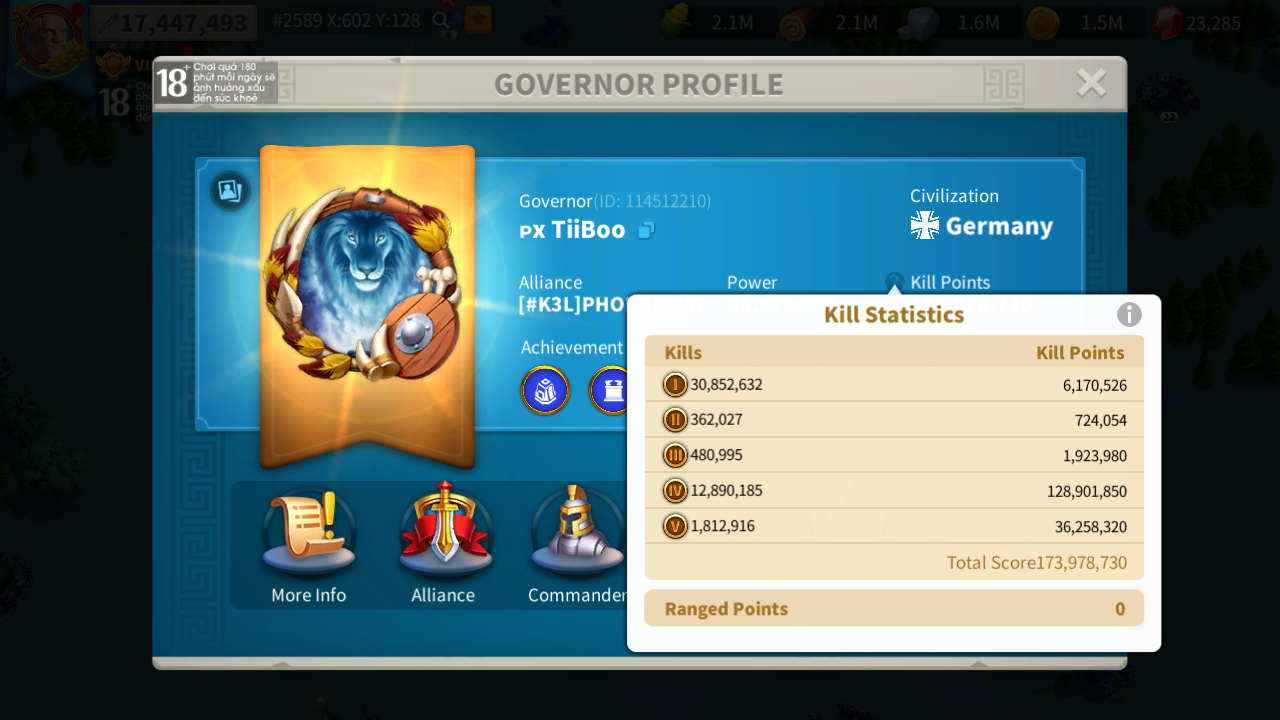 17,447,493
#2589 X:602 Y:128
2.1M
2.1M
1.6M
1.5M
23,285
18+
Chơi quá 180
phút mỗi ngày sẽ
ảnh hưởng xấu
đến sức khoẻ
GOVERNOR PROFILE
Governor(ID: 114512210)
PX TiiBoo
Civilization
Germany
Alliance
Power
Kill Points
Achievement
Kill Statistics
Kills Kill Points
I 30,852,632 6,170,526
II 362,027 724,054
III 480,995 1,923,980
IV 12,890,185 128,901,850
V 1,812,916 36,258,320
Total Score173,978,730
Ranged Points 0
More Info
Alliance
Commander